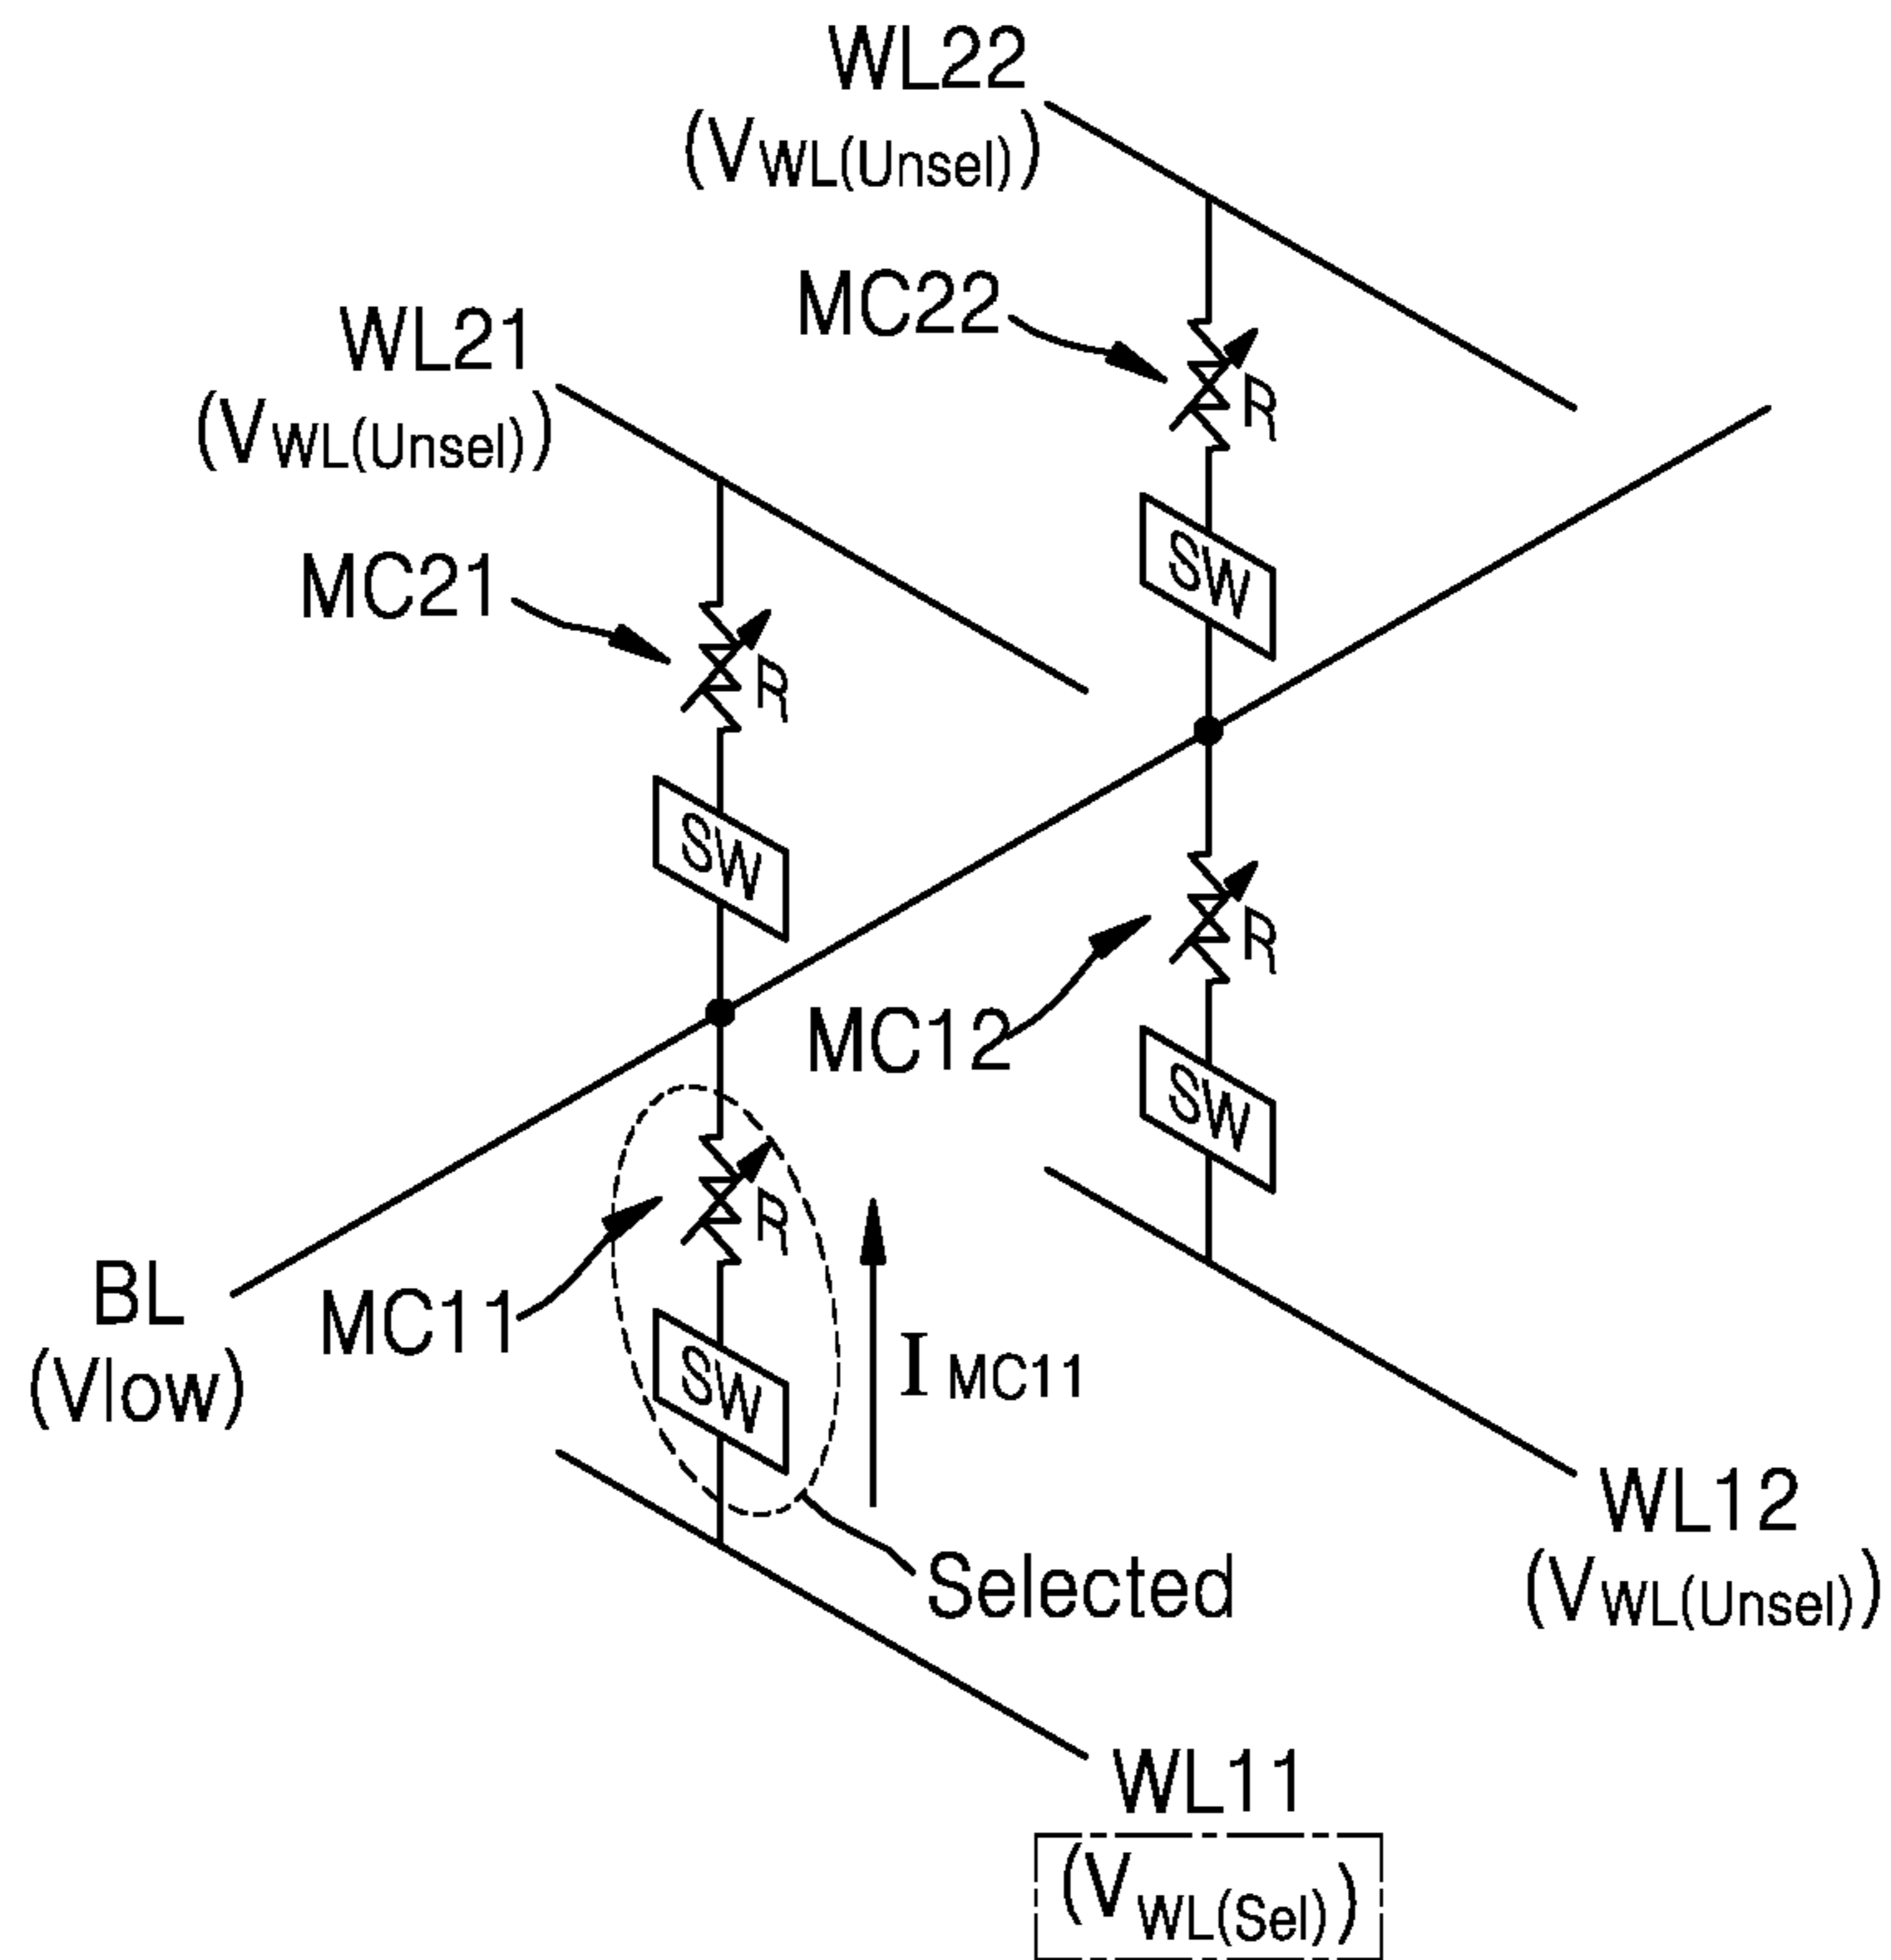 WL22
(VWL(Unsel))
MC22
R
SW
WL21
(VWL(Unsel))
MC21
R
SW
MC12
R
SW
BL
(Vlow)
MC11
R
SW
I MC11
Selected
WL12
(VWL(Unsel))
WL11
(VWL(Sel))